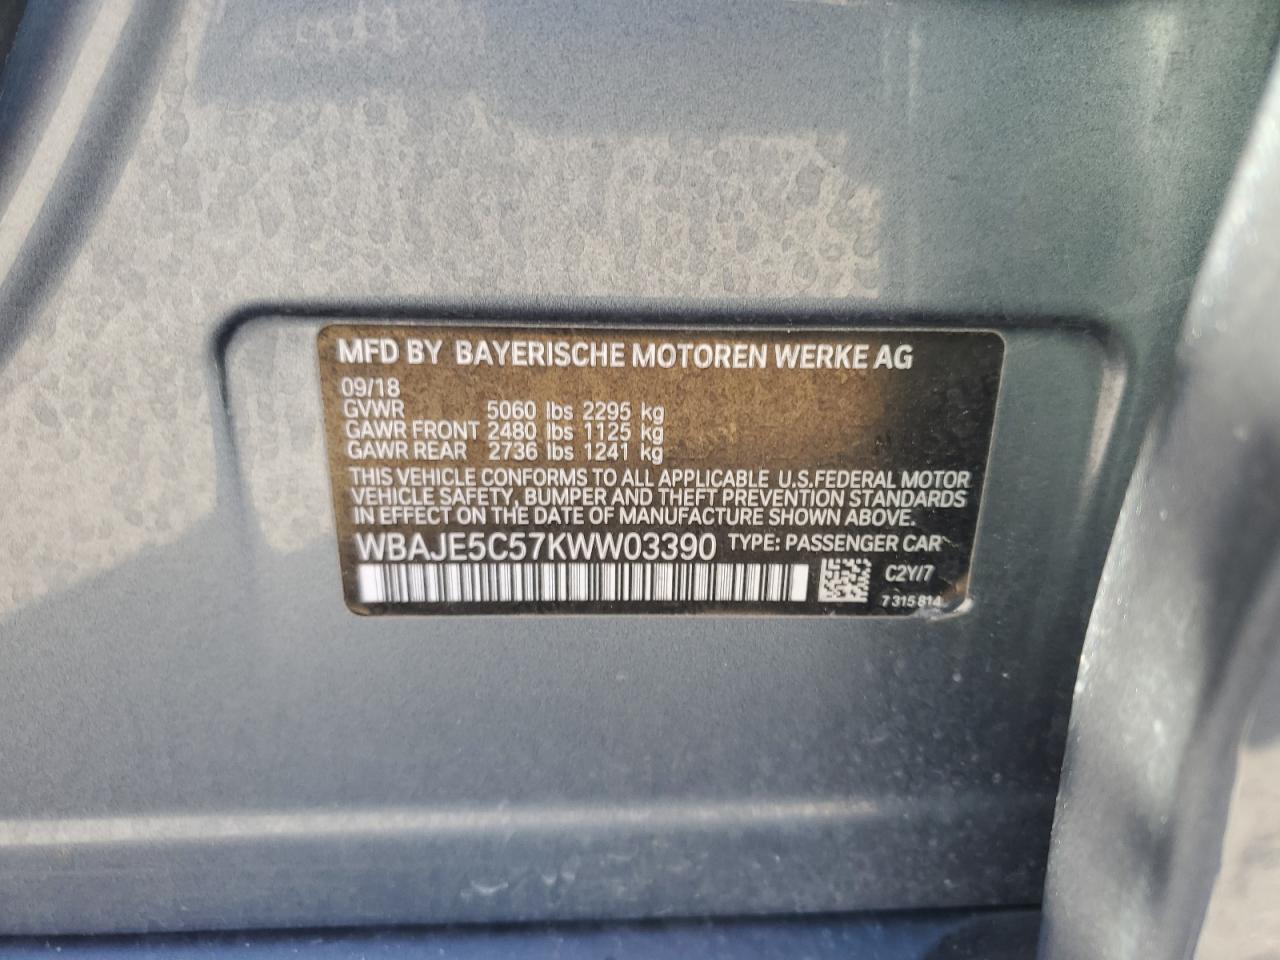 MFD BY BAYERISCHE MOTOREN WERKE AG
09/18
GVWR 5060 lbs 2295 kg
GAWR FRONT 2480 lbs 1125 kg
GAWR REAR 2736 lbs 1241 kg
THIS VEHICLE CONFORMS TO ALL APPLICABLE U.S.FEDERAL MOTOR
VEHICLE SAFETY, BUMPER AND THEFT PREVENTION STANDARDS
IN EFFECT ON THE DATE OF MANUFACTURE SHOWN ABOVE.
WBAJE5C57KWW03390 TYPE: PASSENGER CAR
C2Y/7
7 315 814